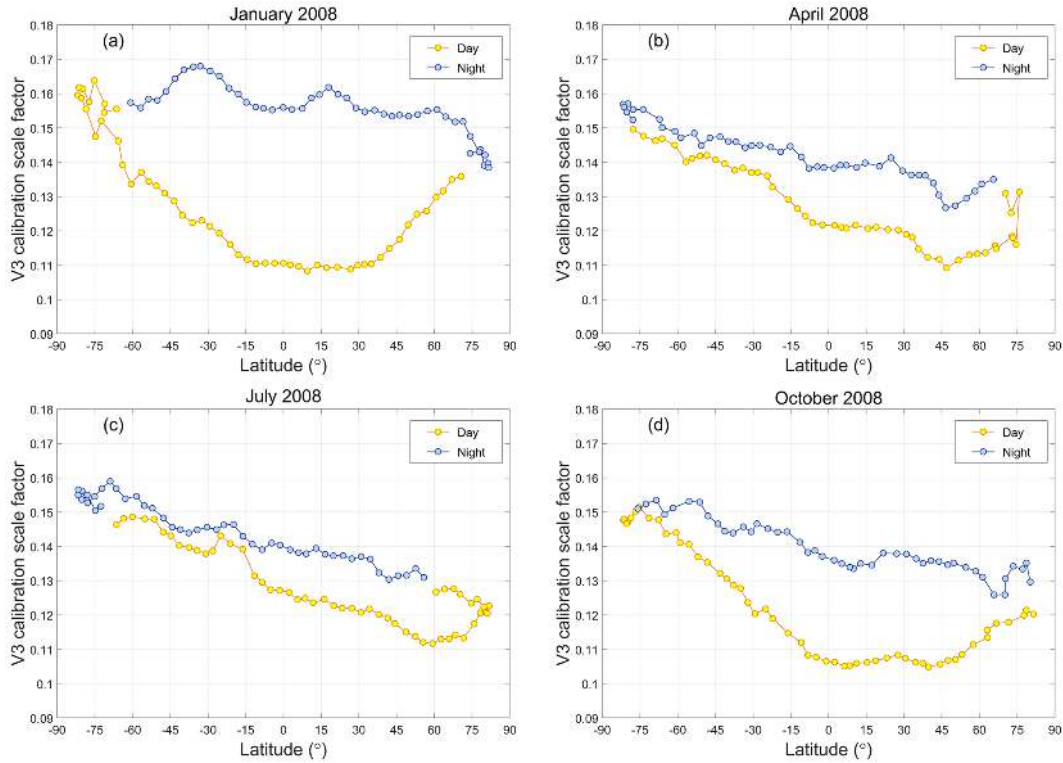 January 2008
(a)
Day
Night
V3 calibration scale factor
0.18
0.17
0.16
0.15
0.14
0.13
0.12
0.11
0.1
0.09
-90 -75 -60 -45 -30 -15 0 15 30 45 60 75 90
Latitude (°)
April 2008
(b)
Day
Night
V3 calibration scale factor
0.18
0.17
0.16
0.15
0.14
0.13
0.12
0.11
0.1
0.09
-90 -75 -60 -45 -30 -15 0 15 30 45 60 75 90
Latitude (°)
July 2008
(c)
Day
Night
V3 calibration scale factor
0.18
0.17
0.16
0.15
0.14
0.13
0.12
0.11
0.1
0.09
-90 -75 -60 -45 -30 -15 0 15 30 45 60 75 90
Latitude (°)
October 2008
(d)
Day
Night
V3 calibration scale factor
0.18
0.17
0.16
0.15
0.14
0.13
0.12
0.11
0.1
0.09
-90 -75 -60 -45 -30 -15 0 15 30 45 60 75 90
Latitude (°)